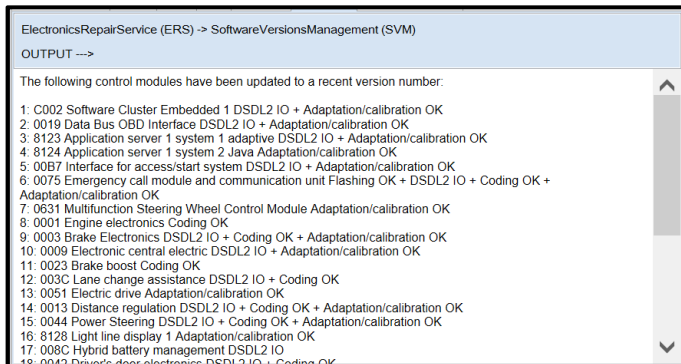 ElectronicsRepairService (ERS) -> SoftwareVersionsManagement (SVM)
OUTPUT --->
The following control modules have been updated to a recent version number:
1: C002 Software Cluster Embedded 1 DSDL2 IO + Adaptation/calibration OK
2: 0019 Data Bus OBD Interface DSDL2 IO + Adaptation/calibration OK
3: 8123 Application server 1 system 1 adaptive DSDL2 IO + Adaptation/calibration OK
4: 8124 Application server 1 system 2 Java Adaptation/calibration OK
5: 00B7 Interface for access/start system DSDL2 IO + Adaptation/calibration OK
6: 0075 Emergency call module and communication unit Flashing OK + DSDL2 IO + Coding OK +
Adaptation/calibration OK
7: 0631 Multifunction Steering Wheel Control Module Adaptation/calibration OK
8: 0001 Engine electronics Coding OK
9: 0003 Brake Electronics DSDL2 IO + Coding OK + Adaptation/calibration OK
10: 0009 Electronic central electric DSDL2 IO + Adaptation/calibration OK
11: 0023 Brake boost Coding OK
12: 003C Lane change assistance DSDL2 IO + Coding OK
13: 0051 Electric drive Adaptation/calibration OK
14: 0013 Distance regulation DSDL2 IO + Coding OK + Adaptation/calibration OK
15: 0044 Power Steering DSDL2 IO + Coding OK + Adaptation/calibration OK
16: 8128 Light line display 1 Adaptation/calibration OK
17: 008C Hybrid battery management DSDL2 IO
18: 0042 Driver's door electronics DSDL2 IO + Coding OK